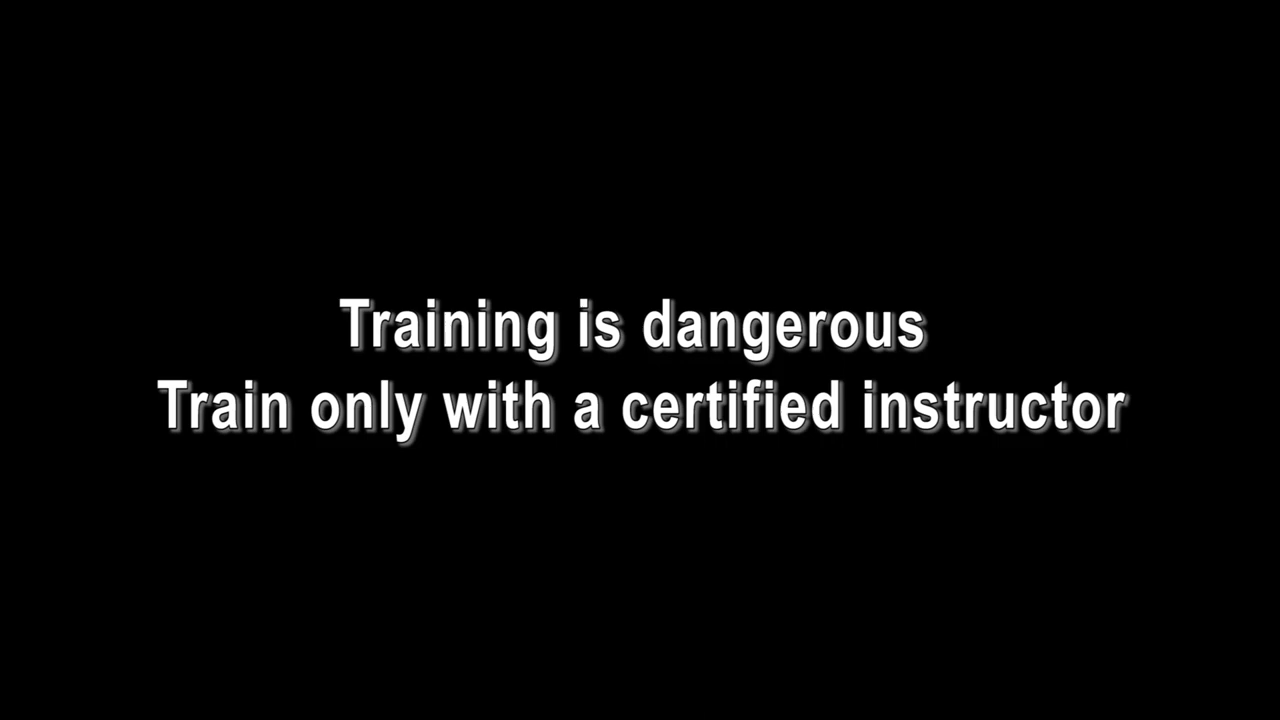 Training is dangerous
Train only with a certified instructor